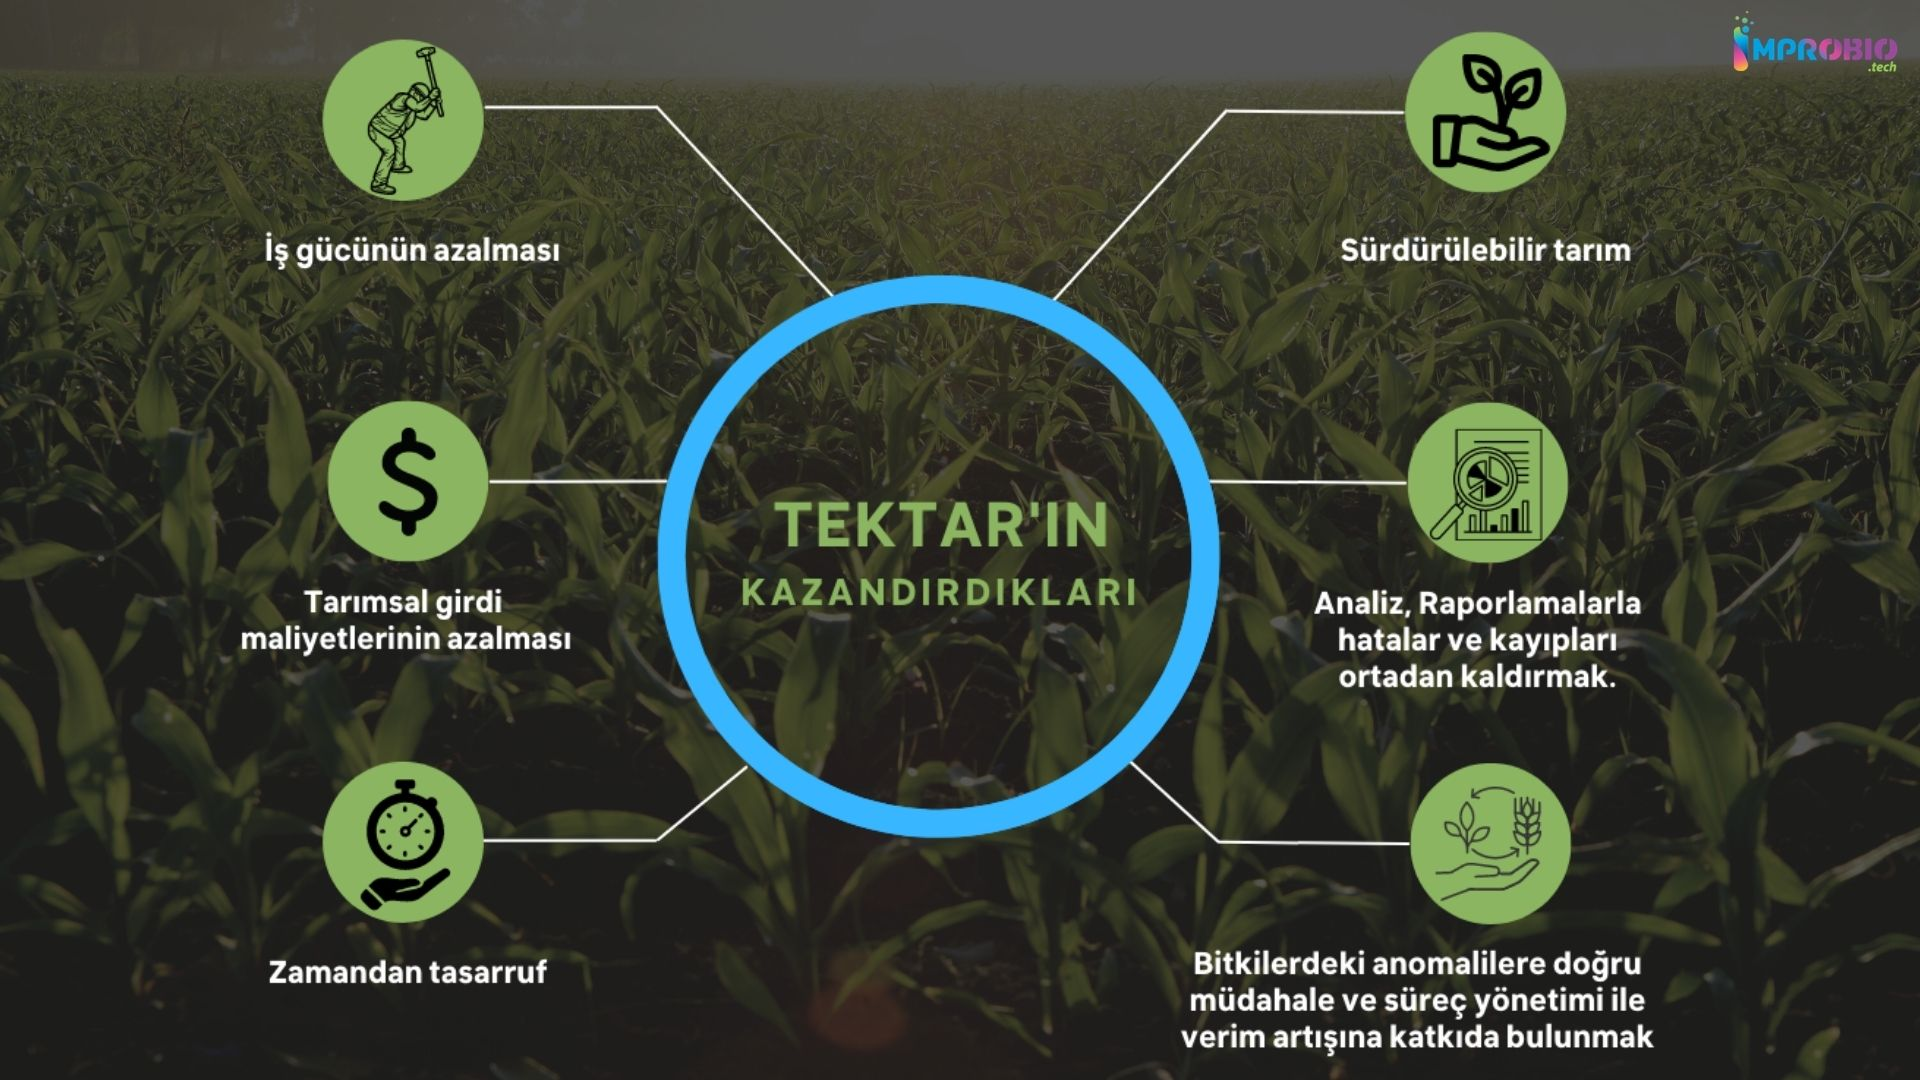 İMPROBIO
.tech
İş gücünün azalması
Sürdürülebilir tarım
TEKTAR'IN
KAZANDIRDIKLARI
Tarımsal girdi
maliyetlerinin azalması
Analiz, Raporlamalarla
hatalar ve kayıpları
ortadan kaldırmak.
Zamandan tasarruf
Bitkilerdeki anomalilere doğru
müdahale ve süreç yönetimi ile
verim artışına katkıda bulunmak